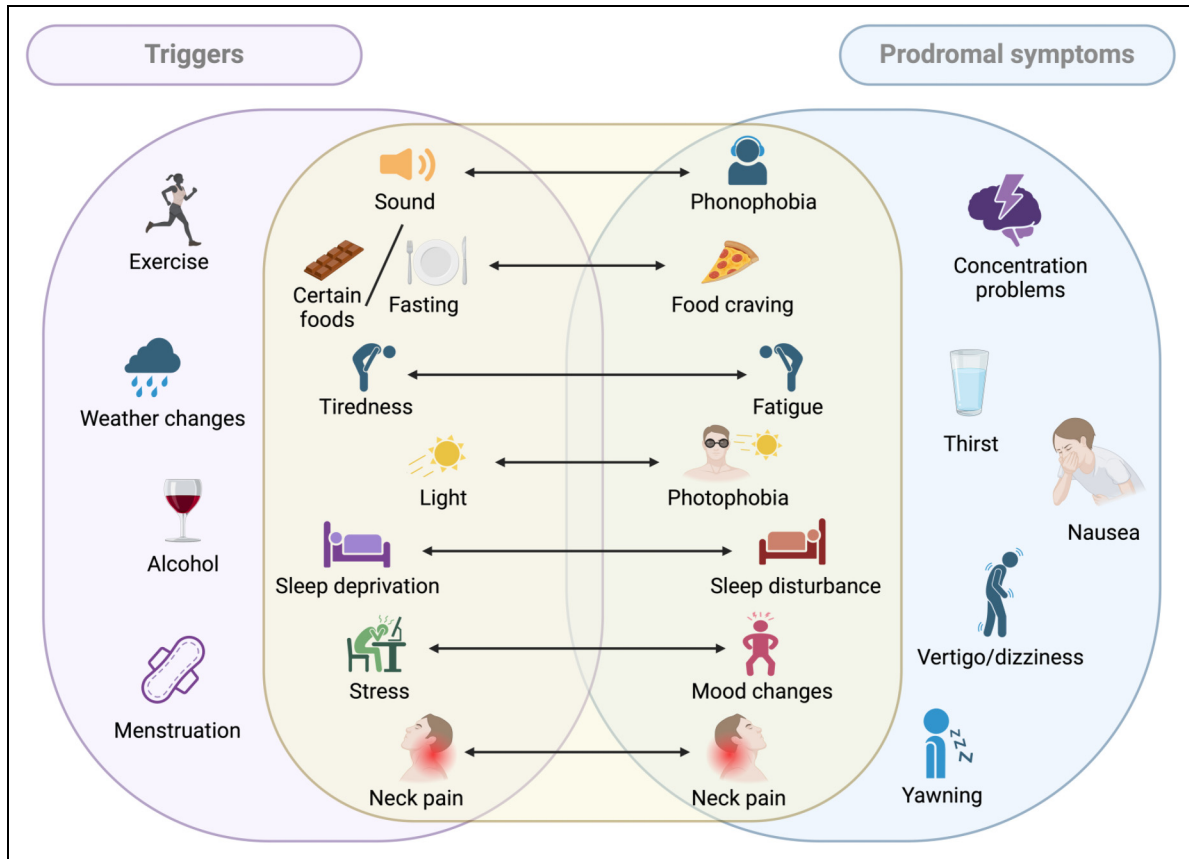 Triggers
Prodromal symptoms
Sound
Phonophobia
Exercise
Certain
foods
Fasting
Food craving
Concentration
problems
Weather changes
Tiredness
Fatigue
Thirst
Light
Photophobia
Nausea
Alcohol
Sleep deprivation
Sleep disturbance
Vertigo/dizziness
Stress
Mood changes
Menstruation
Neck pain
Neck pain
Yawning
z
z
z